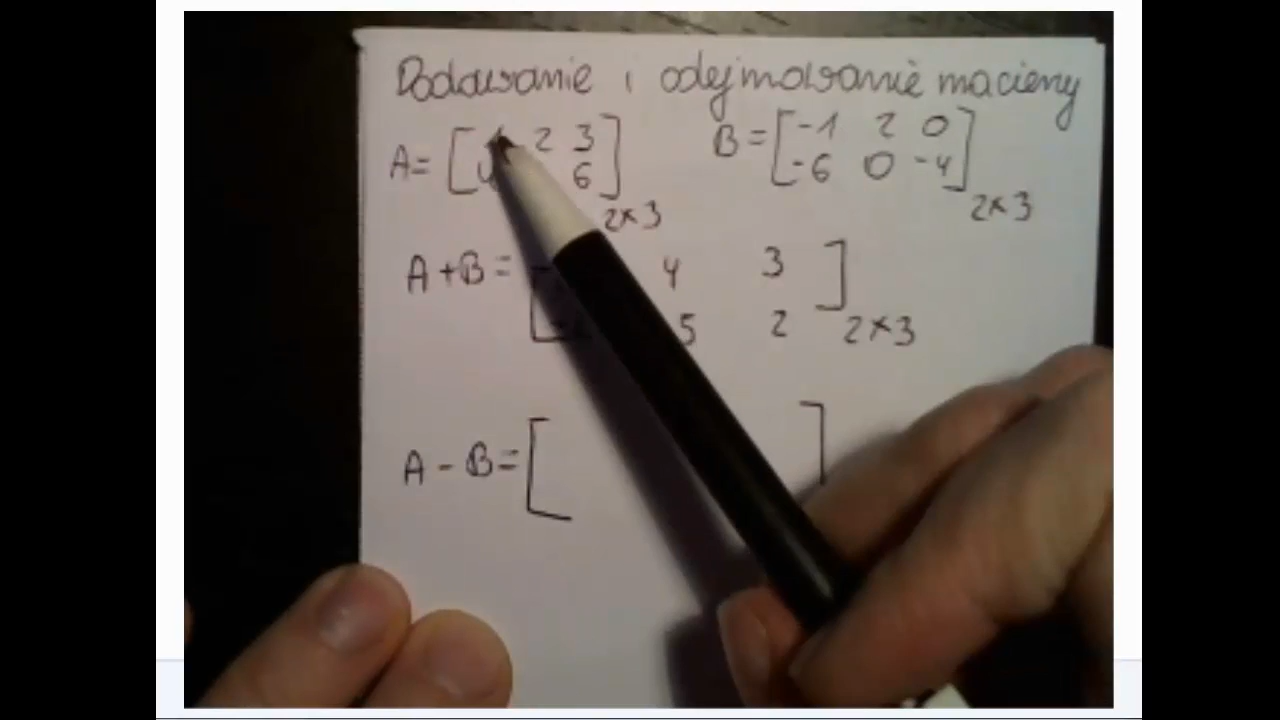 Dodawanie i odejmowanie macierzy
A = [ 1 2 3 B = [ -1 2 0 ]
6 ] 2×3 -6 0 -4 2×3
A + B = [ 4 3 ]
5 2 2×3
A - B = [ ]